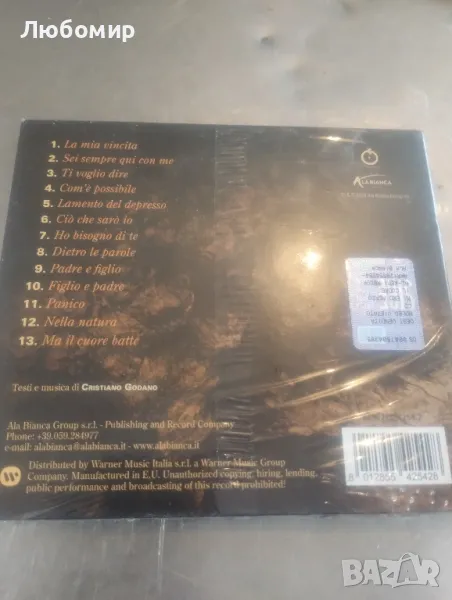 Любомир
1. La mia vincita
2. Sei sempre qui con me
3. Ti voglio dire
4. Com'è possibile
5. Lamento del depresso
6. Ciò che sarò io
7. Ho bisogno di te
8. Dietro le parole
9. Padre e figlio
10. Figlio e padre
11. Panico
12. Nella natura
13. Ma il cuore batte
Testi e musica di CRISTIANO GODANO
ALABIANCA
Ala Bianca Group s.r.l. - Publishing and Record Company
Phone: +39.059.284977
e-mail: alabianca@alabianca.it - www.alabianca.it
Distributed by Warner Music Italia s.r.l. a Warner Music Group
Company. Manufactured in E.U. Unauthorized copying, hiring, lending,
public performance and broadcasting of this record prohibited!
BAZAR